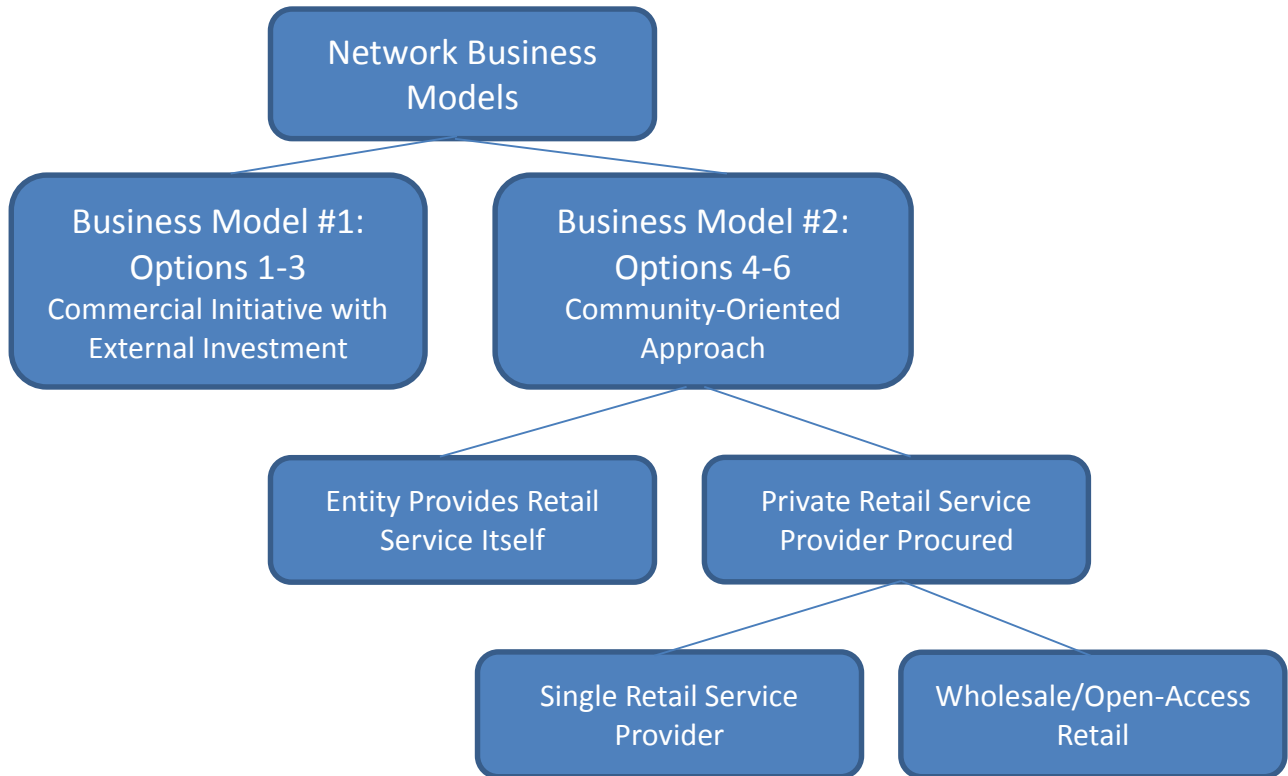 Network Business
Models
Business Model #1:
Options 1-3
Commercial Initiative with
External Investment
Business Model #2:
Options 4-6
Community-Oriented
Approach
Entity Provides Retail
Service Itself
Private Retail Service
Provider Procured
Single Retail Service
Provider
Wholesale/Open-Access
Retail